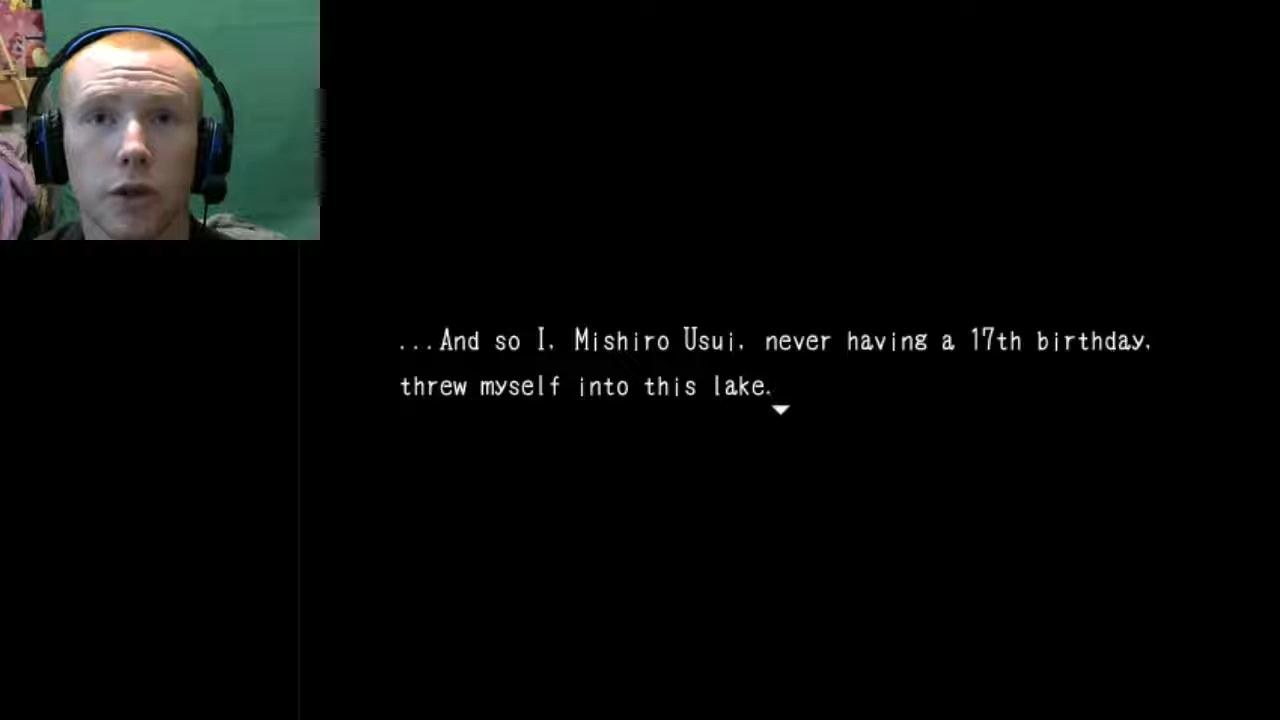 ...And so I, Mishiro Usui, never having a 17th birthday,
threw myself into this lake.